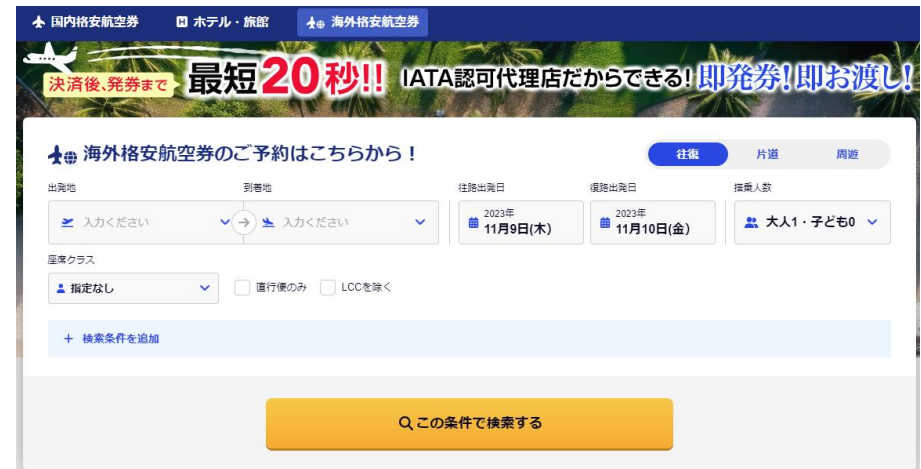 国内格安航空券 ホテル・旅館 海外格安航空券
決済後、発券まで 最短20秒!! IATA認可代理店だからできる!即発券!即お渡し!
海外格安航空券のご予約はこちらから！ 往復 片道 周遊
出発地 到着地 往路出発日 復路出発日 搭乗人数
入力ください 入力ください 2023年 2023年 大人1・子ども0
11月9日(木) 11月10日(金)
座席クラス
指定なし 直行便のみ LCCを除く
+ 検索条件を追加
この条件で検索する